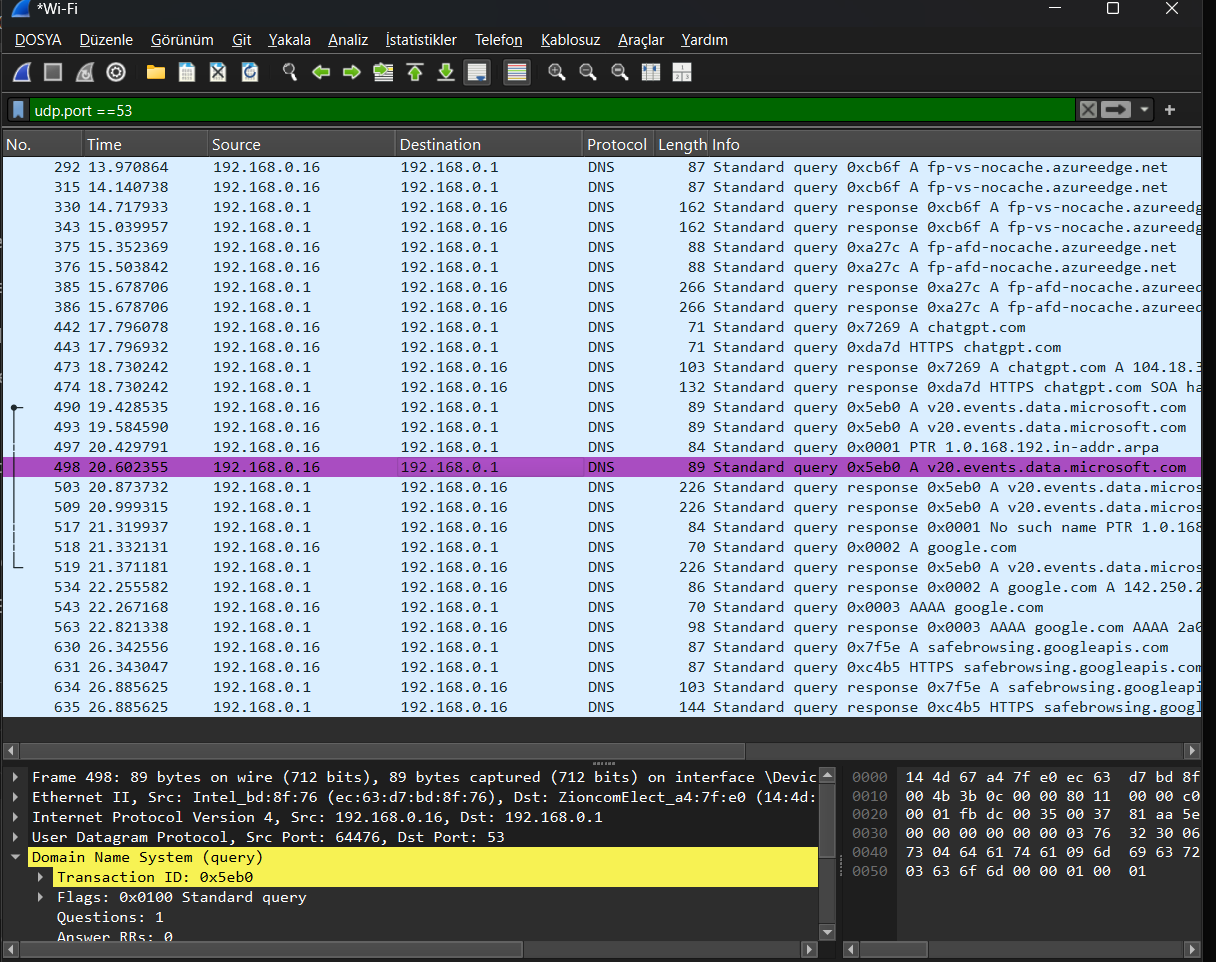 *Wi-Fi
DOSYA Düzenle Görünüm Git Yakala Analiz İstatistikler Telefon Kablosuz Araçlar Yardım
udp.port ==53
No. Time Source Destination Protocol Length Info
292 13.970864 192.168.0.16 192.168.0.1 DNS 87 Standard query 0xcb6f A fp-vs-nocache.azureedge.net
315 14.140738 192.168.0.16 192.168.0.1 DNS 87 Standard query 0xcb6f A fp-vs-nocache.azureedge.net
330 14.717933 192.168.0.1 192.168.0.16 DNS 162 Standard query response 0xcb6f A fp-vs-nocache.azureedg
343 15.039957 192.168.0.1 192.168.0.16 DNS 162 Standard query response 0xcb6f A fp-vs-nocache.azureedg
375 15.352369 192.168.0.16 192.168.0.1 DNS 88 Standard query 0xa27c A fp-afd-nocache.azureedge.net
376 15.503842 192.168.0.16 192.168.0.1 DNS 88 Standard query 0xa27c A fp-afd-nocache.azureedge.net
385 15.678706 192.168.0.1 192.168.0.16 DNS 266 Standard query response 0xa27c A fp-afd-nocache.azureed
386 15.678706 192.168.0.1 192.168.0.16 DNS 266 Standard query response 0xa27c A fp-afd-nocache.azureed
442 17.796078 192.168.0.16 192.168.0.1 DNS 71 Standard query 0x7269 A chatgpt.com
443 17.796932 192.168.0.16 192.168.0.1 DNS 71 Standard query 0xda7d HTTPS chatgpt.com
473 18.730242 192.168.0.1 192.168.0.16 DNS 103 Standard query response 0x7269 A chatgpt.com A 104.18.3
474 18.730242 192.168.0.1 192.168.0.16 DNS 132 Standard query response 0xda7d HTTPS chatgpt.com SOA ha
490 19.428535 192.168.0.16 192.168.0.1 DNS 89 Standard query 0x5eb0 A v20.events.data.microsoft.com
493 19.584590 192.168.0.16 192.168.0.1 DNS 89 Standard query 0x5eb0 A v20.events.data.microsoft.com
497 20.429791 192.168.0.16 192.168.0.1 DNS 84 Standard query 0x0001 PTR 1.0.168.192.in-addr.arpa
498 20.602355 192.168.0.16 192.168.0.1 DNS 89 Standard query 0x5eb0 A v20.events.data.microsoft.com
503 20.873732 192.168.0.1 192.168.0.16 DNS 226 Standard query response 0x5eb0 A v20.events.data.micros
509 20.999315 192.168.0.1 192.168.0.16 DNS 226 Standard query response 0x5eb0 A v20.events.data.micros
517 21.319937 192.168.0.1 192.168.0.16 DNS 84 Standard query response 0x0001 No such name PTR 1.0.168
518 21.332131 192.168.0.16 192.168.0.1 DNS 70 Standard query 0x0002 A google.com
519 21.371181 192.168.0.1 192.168.0.16 DNS 226 Standard query response 0x5eb0 A v20.events.data.micros
534 22.255582 192.168.0.1 192.168.0.16 DNS 86 Standard query response 0x0002 A google.com A 142.250.2
543 22.267168 192.168.0.16 192.168.0.1 DNS 70 Standard query 0x0003 AAAA google.com
563 22.821338 192.168.0.1 192.168.0.16 DNS 98 Standard query response 0x0003 AAAA google.com AAAA 2a0
630 26.342556 192.168.0.16 192.168.0.1 DNS 87 Standard query 0x7f5e A safebrowsing.googleapis.com
631 26.343047 192.168.0.16 192.168.0.1 DNS 87 Standard query 0xc4b5 HTTPS safebrowsing.googleapis.com
634 26.885625 192.168.0.1 192.168.0.16 DNS 103 Standard query response 0x7f5e A safebrowsing.googleapi
635 26.885625 192.168.0.1 192.168.0.16 DNS 144 Standard query response 0xc4b5 HTTPS safebrowsing.googl
Frame 498: 89 bytes on wire (712 bits), 89 bytes captured (712 bits) on interface \Devic
Ethernet II, Src: Intel_bd:8f:76 (ec:63:d7:bd:8f:76), Dst: ZioncomElect_a4:7f:e0 (14:4d:
Internet Protocol Version 4, Src: 192.168.0.16, Dst: 192.168.0.1
User Datagram Protocol, Src Port: 64476, Dst Port: 53
Domain Name System (query)
Transaction ID: 0x5eb0
Flags: 0x0100 Standard query
Questions: 1
Answer RRs: 0
0000 14 4d 67 a4 7f e0 ec 63 d7 bd 8f
0010 00 4b 3b 0c 00 00 80 11 00 00 c0
0020 00 01 fb dc 00 35 00 37 81 aa 5e
0030 00 00 00 00 00 00 03 76 32 30 06
0040 73 04 64 61 74 61 09 6d 69 63 72
0050 03 63 6f 6d 00 00 01 00 01